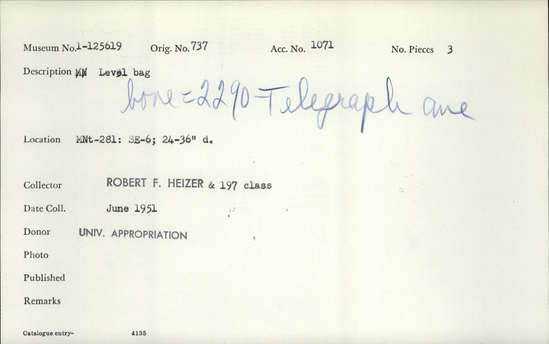 Museum No. 1-125619 Orig. No. 737 Acc. No. 1071 No. Pieces 3
Description Level bag
bone = 2290 - Telegraph ave
Location MNt-281: SE-6; 24-36" d.
Collector ROBERT F. HEIZER & 197 class
Date Coll. June 1951
Donor UNIV. APPROPRIATION
Photo
Published
Remarks
Catalogue entry- 4135